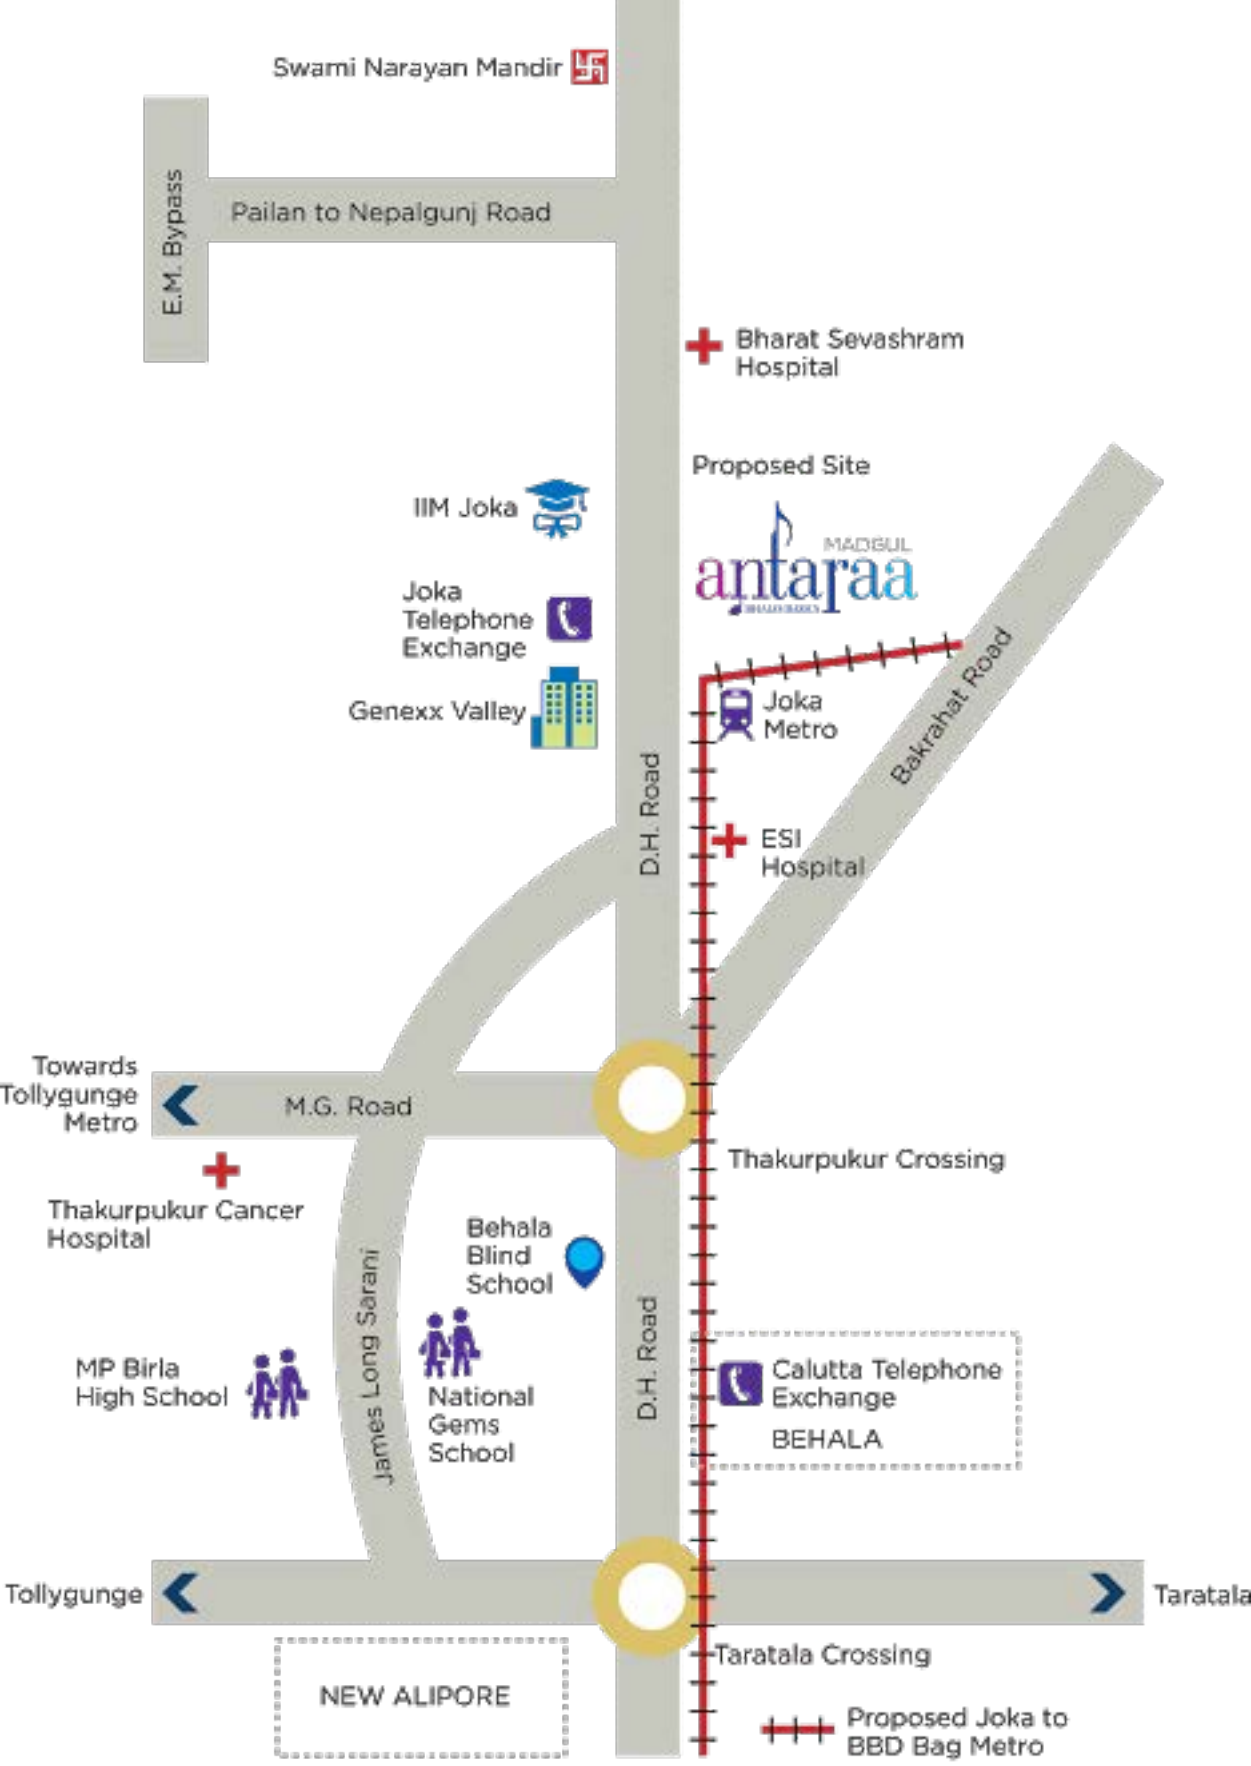 Swami Narayan Mandir
E.M. Bypass
Pailan to Nepalgunj Road
Bharat Sevashram
Hospital
Proposed Site
MADGUL
antaraa
IIM Joka
Joka
Telephone
Exchange
Genexx Valley
Joka
Metro
Bakrahat Road
D.H. Road
ESI
Hospital
Towards
Tollygunge
Metro
M.G. Road
Thakurpukur Crossing
Thakurpukur Cancer
Hospital
Behala
Blind
School
James Long Sarani
D.H. Road
MP Birla
High School
National
Gems
School
Calutta Telephone
Exchange
BEHALA
Tollygunge
Taratala
Taratala Crossing
NEW ALIPORE
Proposed Joka to
BBD Bag Metro